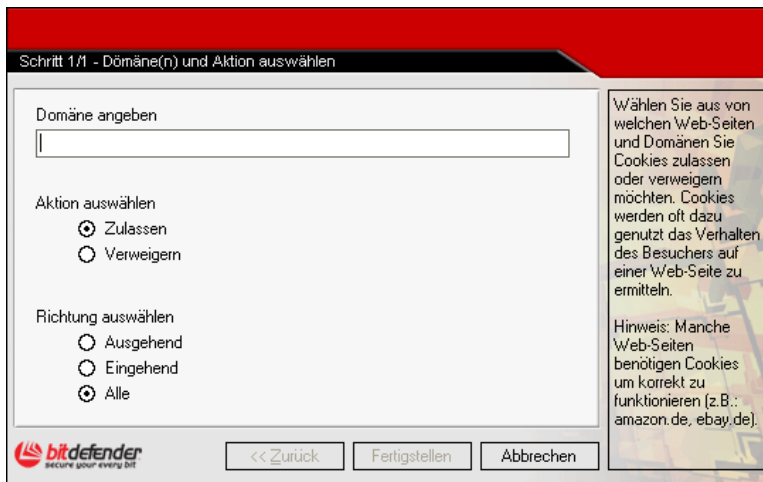 Schritt 1/1 - Dömäne(n) und Aktion auswählen
Domäne angeben
Aktion auswählen
Zulassen
Verweigern
Richtung auswählen
Ausgehend
Eingehend
Alle
Wählen Sie aus von
welchen Web-Seiten
und Domänen Sie
Cookies zulassen
oder verweigern
möchten. Cookies
werden oft dazu
genutzt das Verhalten
des Besuchers auf
einer Web-Seite zu
ermitteln.
Hinweis: Manche
Web-Seiten
benötigen Cookies
um korrekt zu
funktionieren (z.B.:
amazon.de, ebay.de).
bitdefender
secure your every bit
<< Zurück
Fertigstellen
Abbrechen